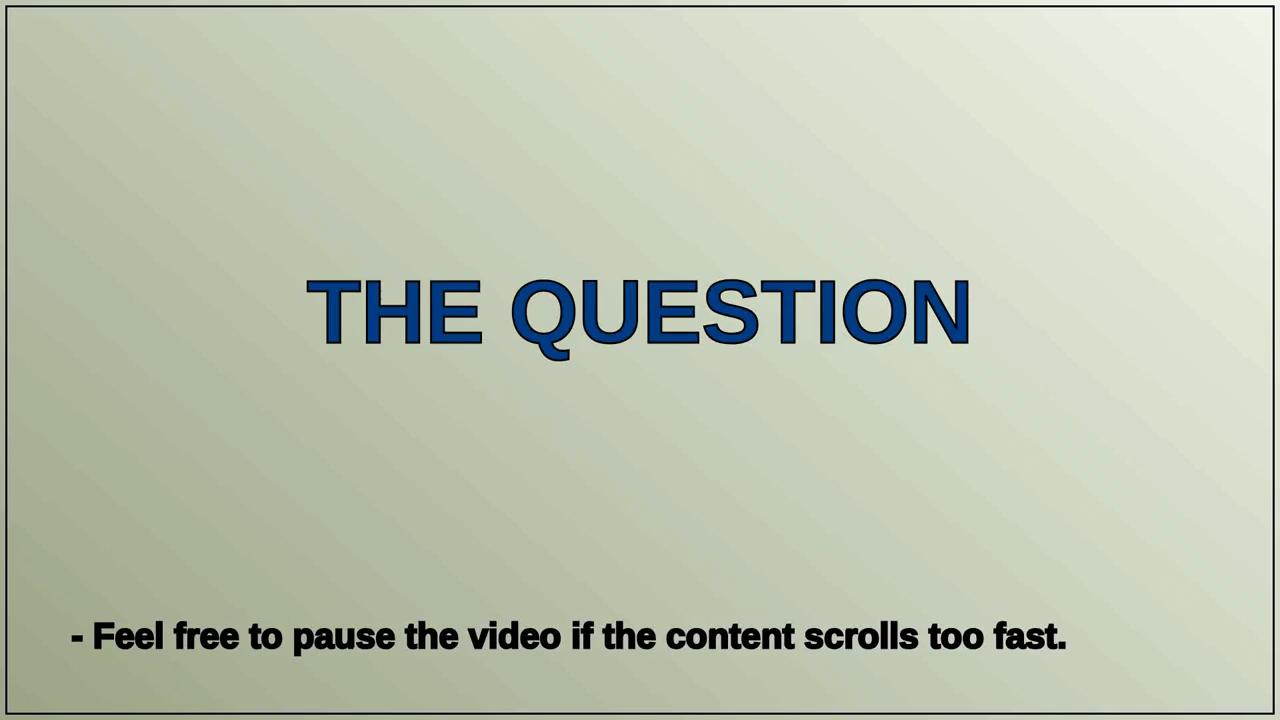 THE QUESTION
- Feel free to pause the video if the content scrolls too fast.